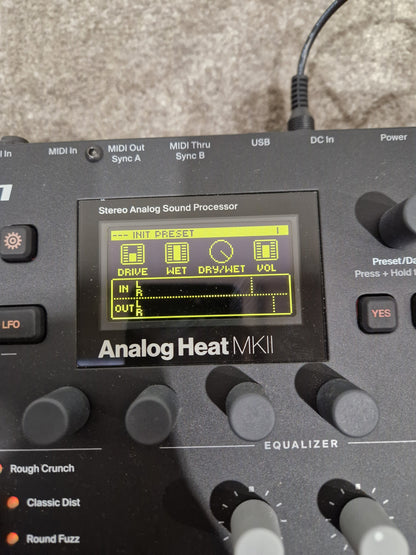 MIDI In
MIDI Out
Sync A
MIDI Thru
Sync B
USB
DC In
Power
Stereo Analog Sound Processor
--- INIT PRESET
DRIVE WET DRY/WET VOL
IN L
R
OUT L
R
Analog Heat MKII
Preset/Da
Press + Hold
YES
LFO
EQUALIZER
Rough Crunch
Classic Dist
Round Fuzz